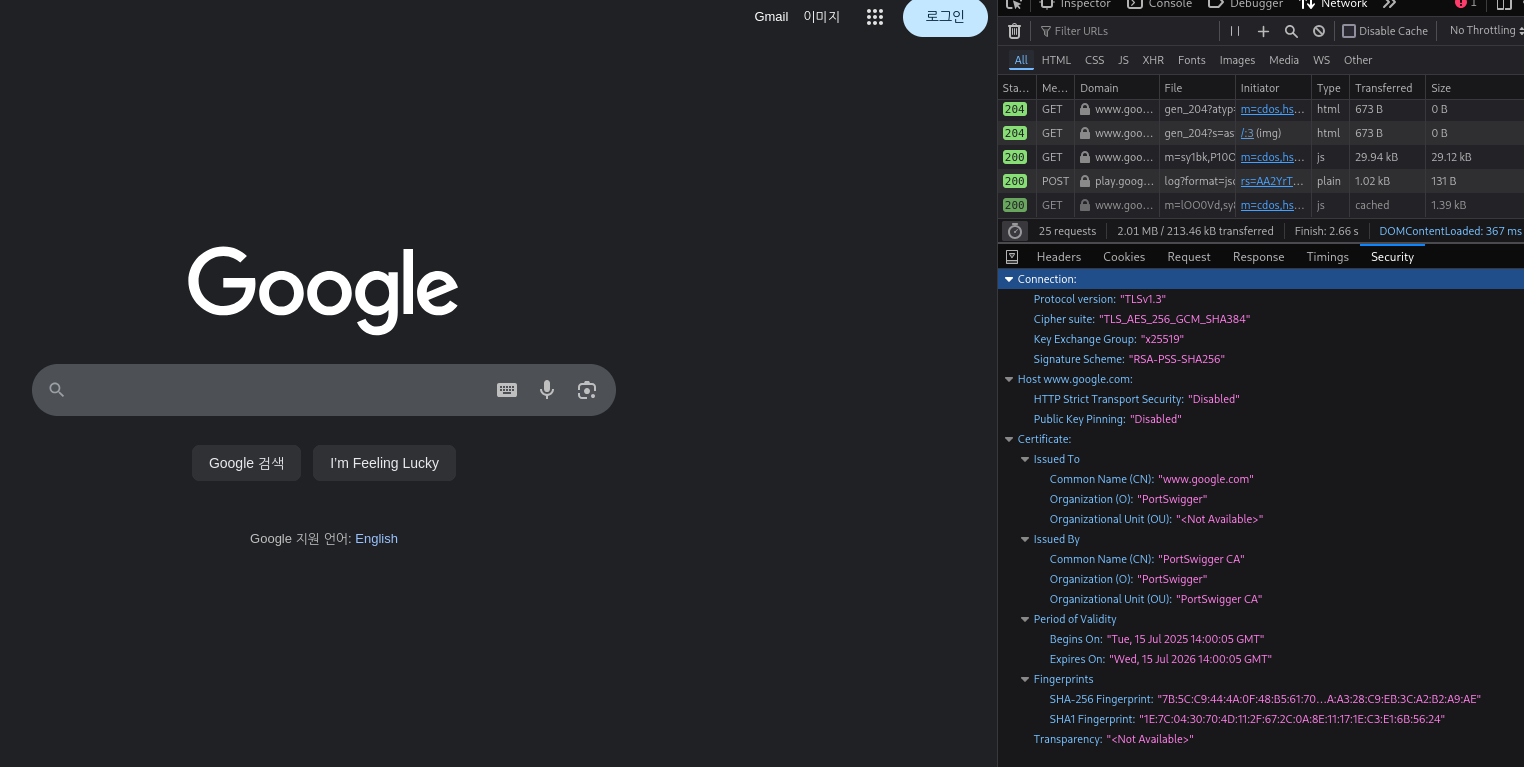 Gmail 이미지 로그인
Google
Google 검색 I'm Feeling Lucky
Google 지원 언어: English
Inspector Console Debugger Network 1
Filter URLs Disable Cache No Throttling
All HTML CSS JS XHR Fonts Images Media WS Other
Sta... Me... Domain File Initiator Type Transferred Size
204 GET www.goo... gen_204?atyp= m=cdos,hs... html 673 B 0 B
204 GET www.goo... gen_204?s=as /:3 (img) html 673 B 0 B
200 GET www.goo... m=sy1bk,P10O m=cdos,hs... js 29.94 kB 29.12 kB
200 POST play.goog... log?format=jso rs=AA2YrT... plain 1.02 kB 131 B
200 GET www.goo... m=lOO0Vd,sy8 m=cdos,hs... js cached 1.39 kB
25 requests 2.01 MB / 213.46 kB transferred Finish: 2.66 s DOMContentLoaded: 367 ms
Headers Cookies Request Response Timings Security
Connection:
Protocol version: "TLSv1.3"
Cipher suite: "TLS_AES_256_GCM_SHA384"
Key Exchange Group: "x25519"
Signature Scheme: "RSA-PSS-SHA256"
Host www.google.com:
HTTP Strict Transport Security: "Disabled"
Public Key Pinning: "Disabled"
Certificate:
Issued To
Common Name (CN): "www.google.com"
Organization (O): "PortSwigger"
Organizational Unit (OU): "<Not Available>"
Issued By
Common Name (CN): "PortSwigger CA"
Organization (O): "PortSwigger"
Organizational Unit (OU): "PortSwigger CA"
Period of Validity
Begins On: "Tue, 15 Jul 2025 14:00:05 GMT"
Expires On: "Wed, 15 Jul 2026 14:00:05 GMT"
Fingerprints
SHA-256 Fingerprint: "7B:5C:C9:44:4A:0F:48:B5:61:70...A:A3:28:C9:EB:3C:A2:B2:A9:AE"
SHA1 Fingerprint: "1E:7C:04:30:70:4D:11:2F:67:2C:0A:8E:11:17:1E:C3:E1:6B:56:24"
Transparency: "<Not Available>"